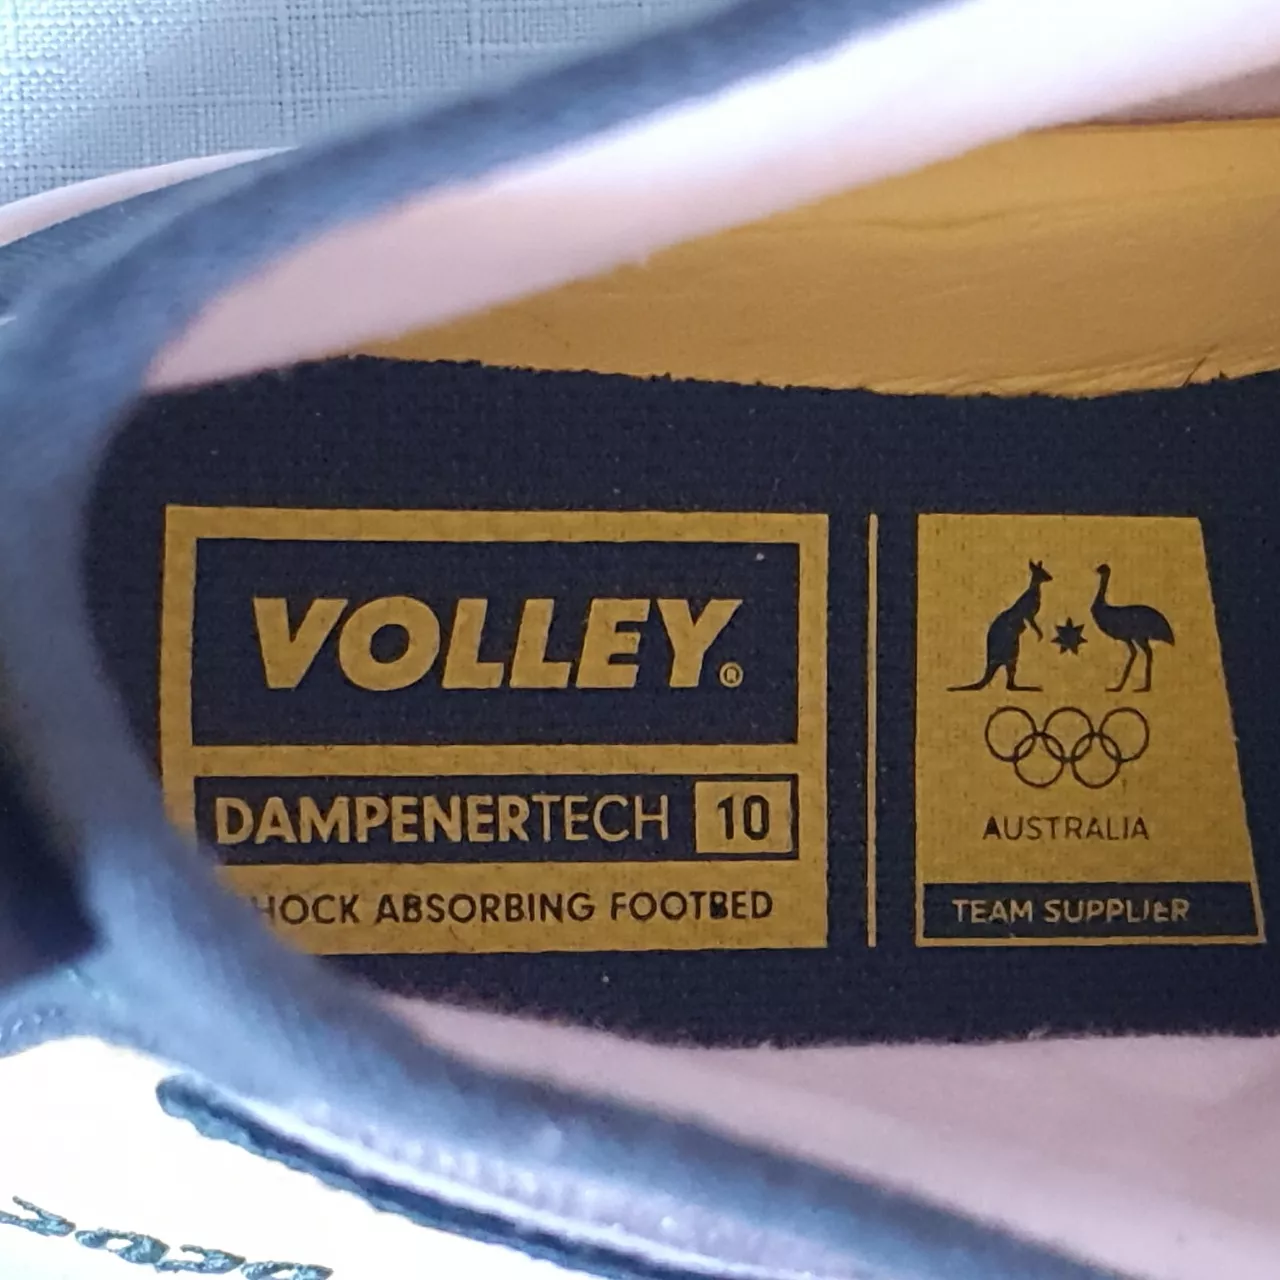 VOLLEY®
DAMPENERTECH 10
HOCK ABSORBING FOOTBED
AUSTRALIA
TEAM SUPPLIER